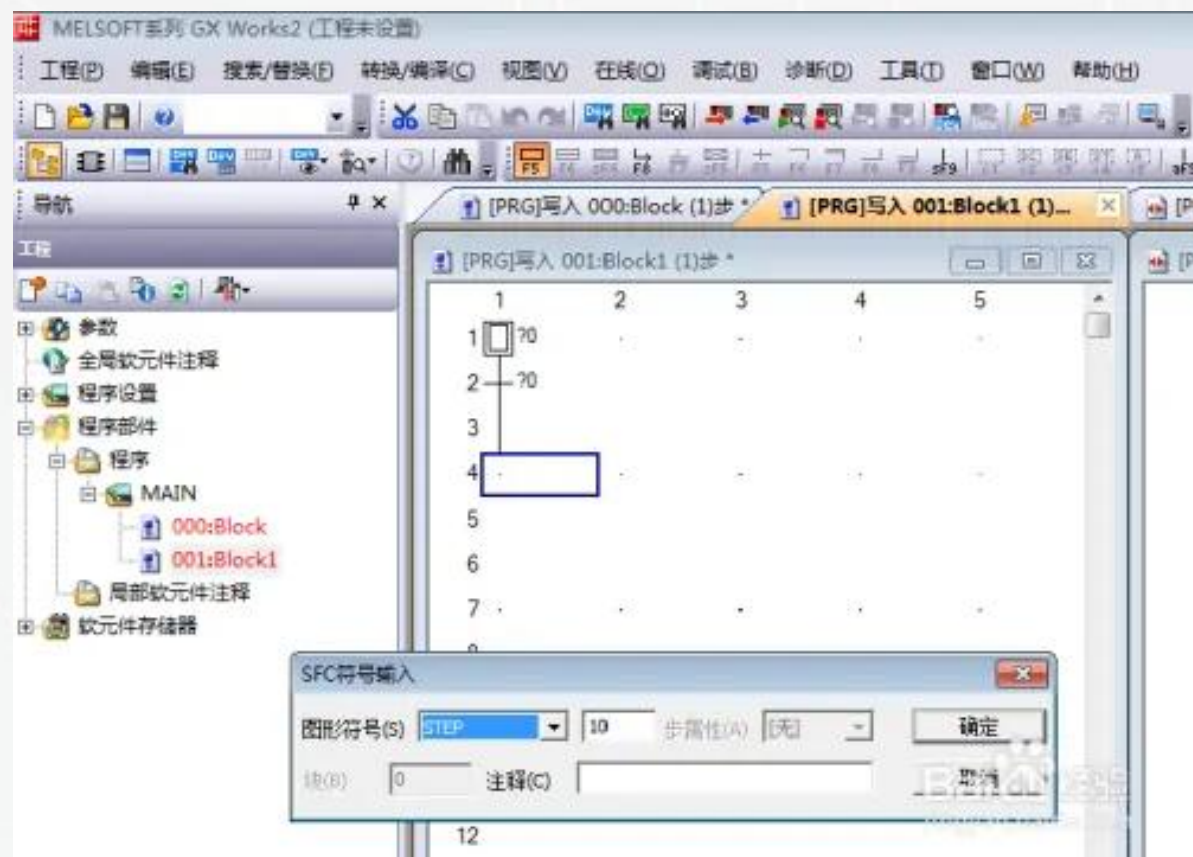 MELSOFT系列 GX Works2 (工程未设置)
工程(P) 编辑(E) 搜索/替换(F) 转换/编译(C) 视图(V) 在线(O) 调试(B) 诊断(D) 工具(T) 窗口(W) 帮助(H)
F5 F6 sF9
导航
[PRG]写入 000:Block (1)步 *
[PRG]写入 001:Block1 (1)...
工程
[PRG]写入 001:Block1 (1)步 *
1 2 3 4 5
参数
1 ?0
全局软元件注释
2 ?0
程序设置
程序部件
3
程序
4
MAIN
5
000:Block
001:Block1
6
局部软元件注释
7
软元件存储器
SFC符号输入
图形符号(S) STEP 10 步属性(A) [无] 确定
块(B) 0 注释(C) 取消
12